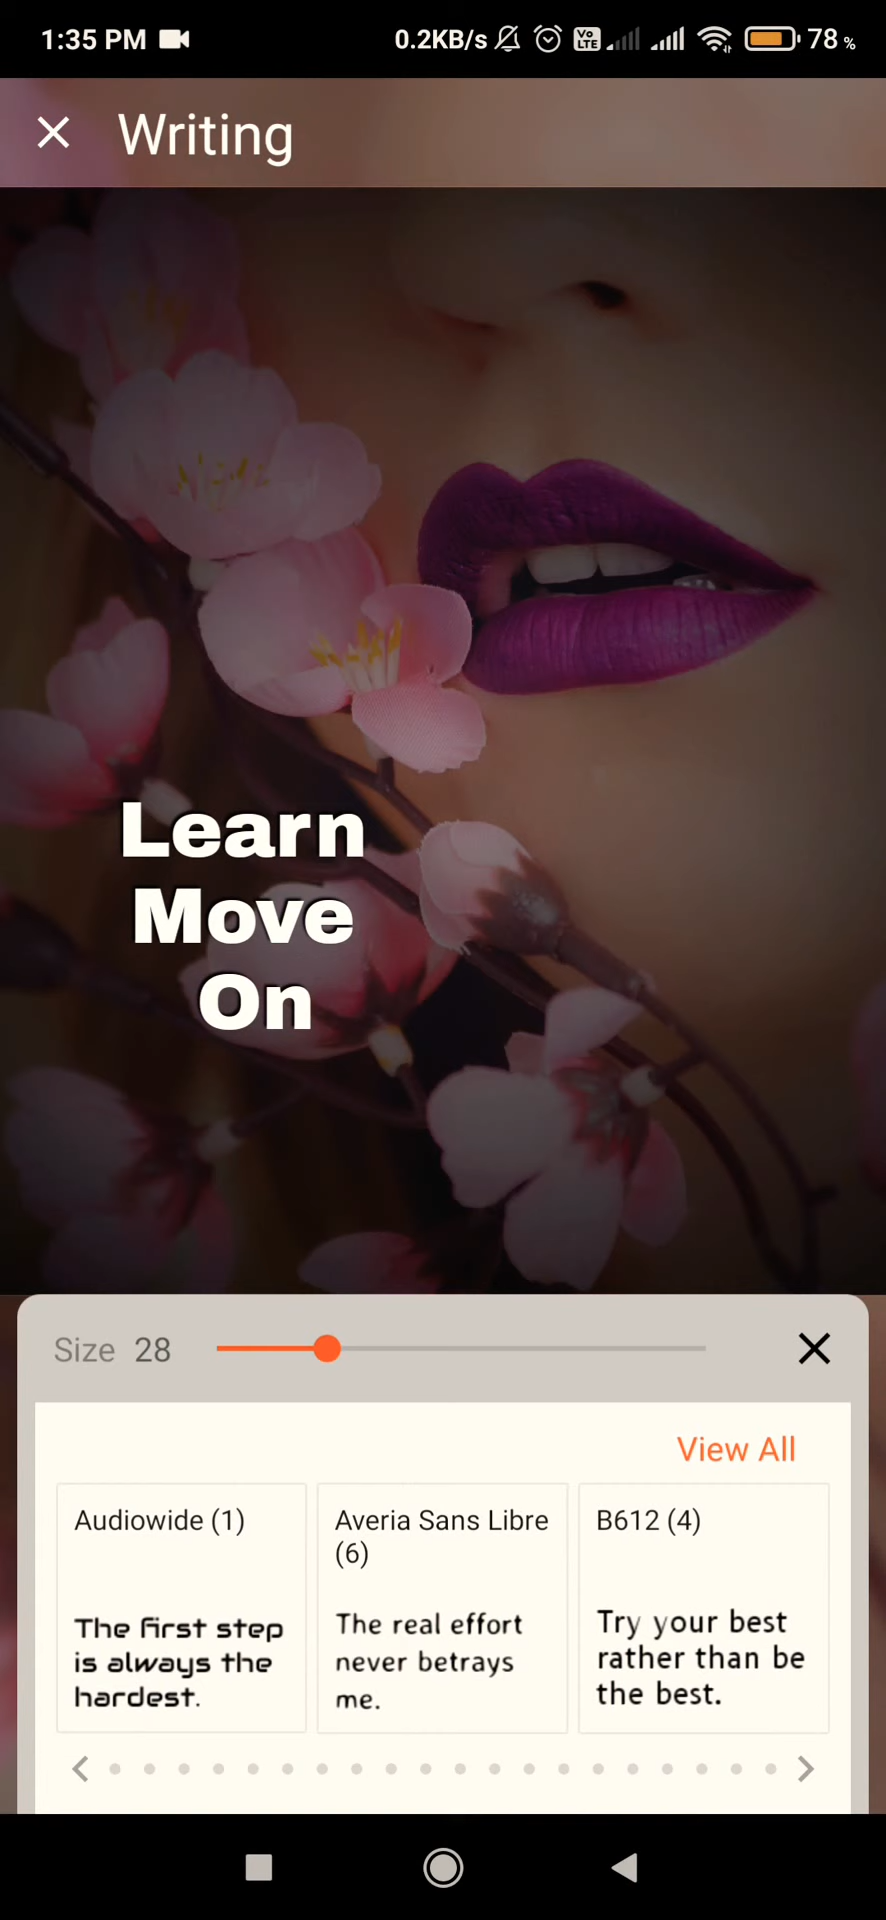 1:35 PM 0.2KB/s Vo LTE 78 %
Writing
Learn
Move
On
Size 28
View All
Audiowide (1)
The first step
is always the
hardest.
Averia Sans Libre
(6)
The real effort
never betrays
me.
B612 (4)
Try your best
rather than be
the best.